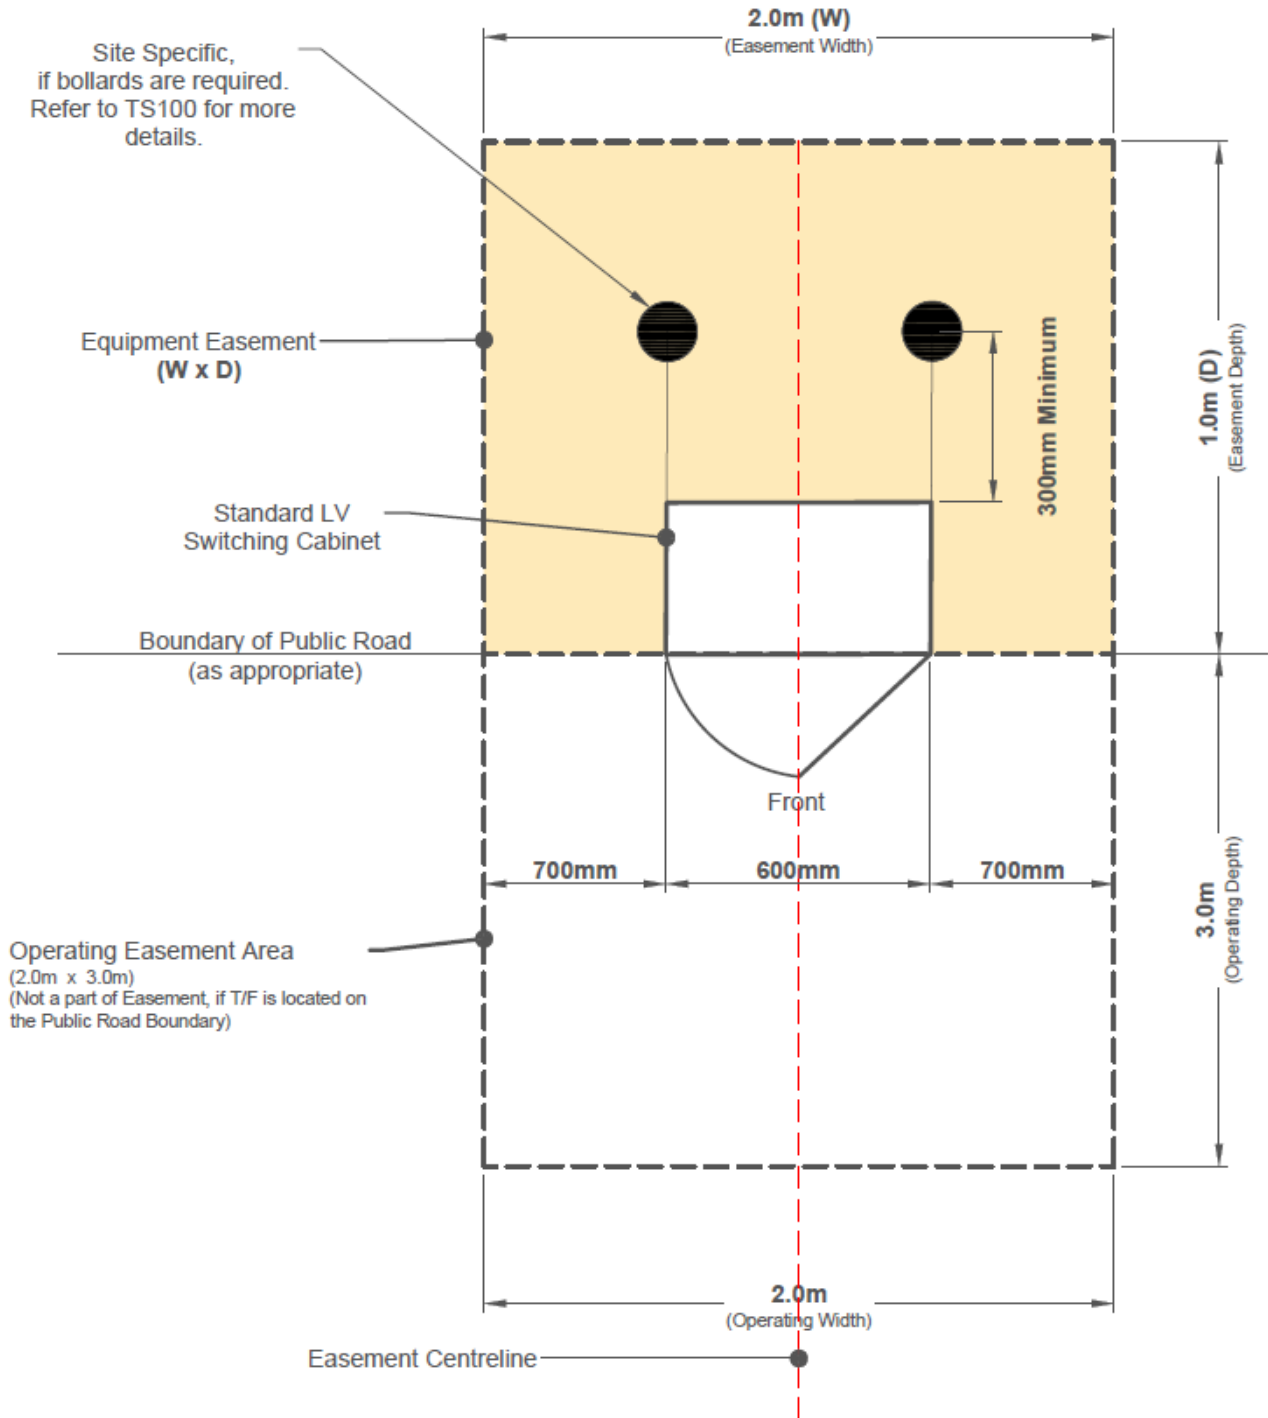 2.0m (W)
(Easement Width)
Site Specific,
if bollards are required.
Refer to TS100 for more
details.
Equipment Easement
(W x D)
300mm Minimum
1.0m (D)
(Easement Depth)
Standard LV
Switching Cabinet
Boundary of Public Road
(as appropriate)
Front
700mm
600mm
700mm
3.0m
(Operating Depth)
Operating Easement Area
(2.0m x 3.0m)
(Not a part of Easement, if T/F is located on
the Public Road Boundary)
2.0m
(Operating Width)
Easement Centreline